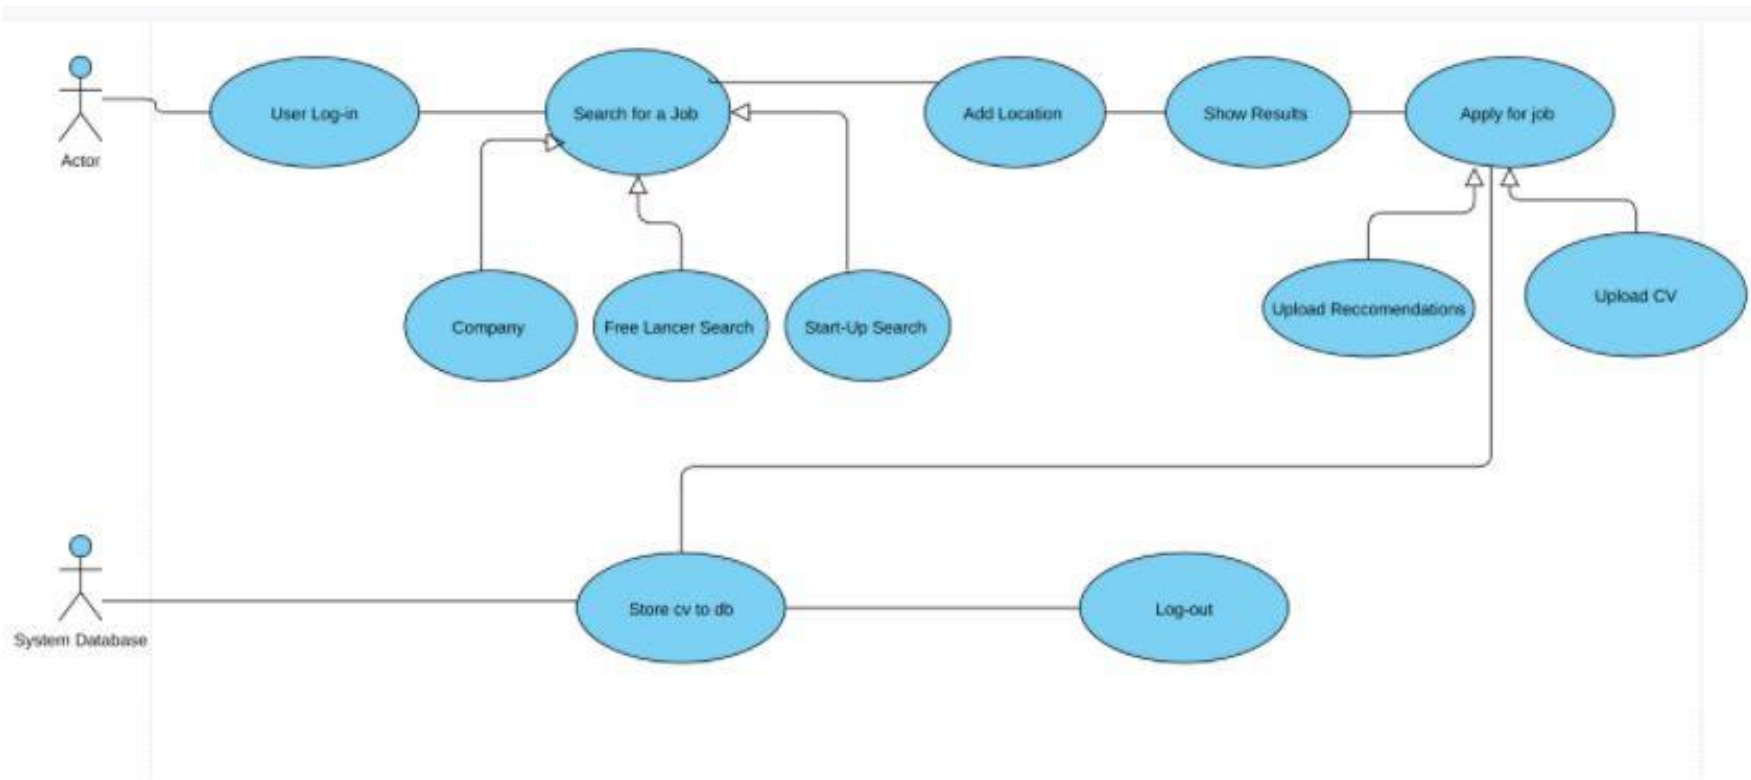 User Log-in
Search for a Job
Add Location
Show Results
Apply for job
Actor
Company
Free Lancer Search
Start-Up Search
Upload Reccomendations
Upload CV
System Database
Store cv to db
Log-out